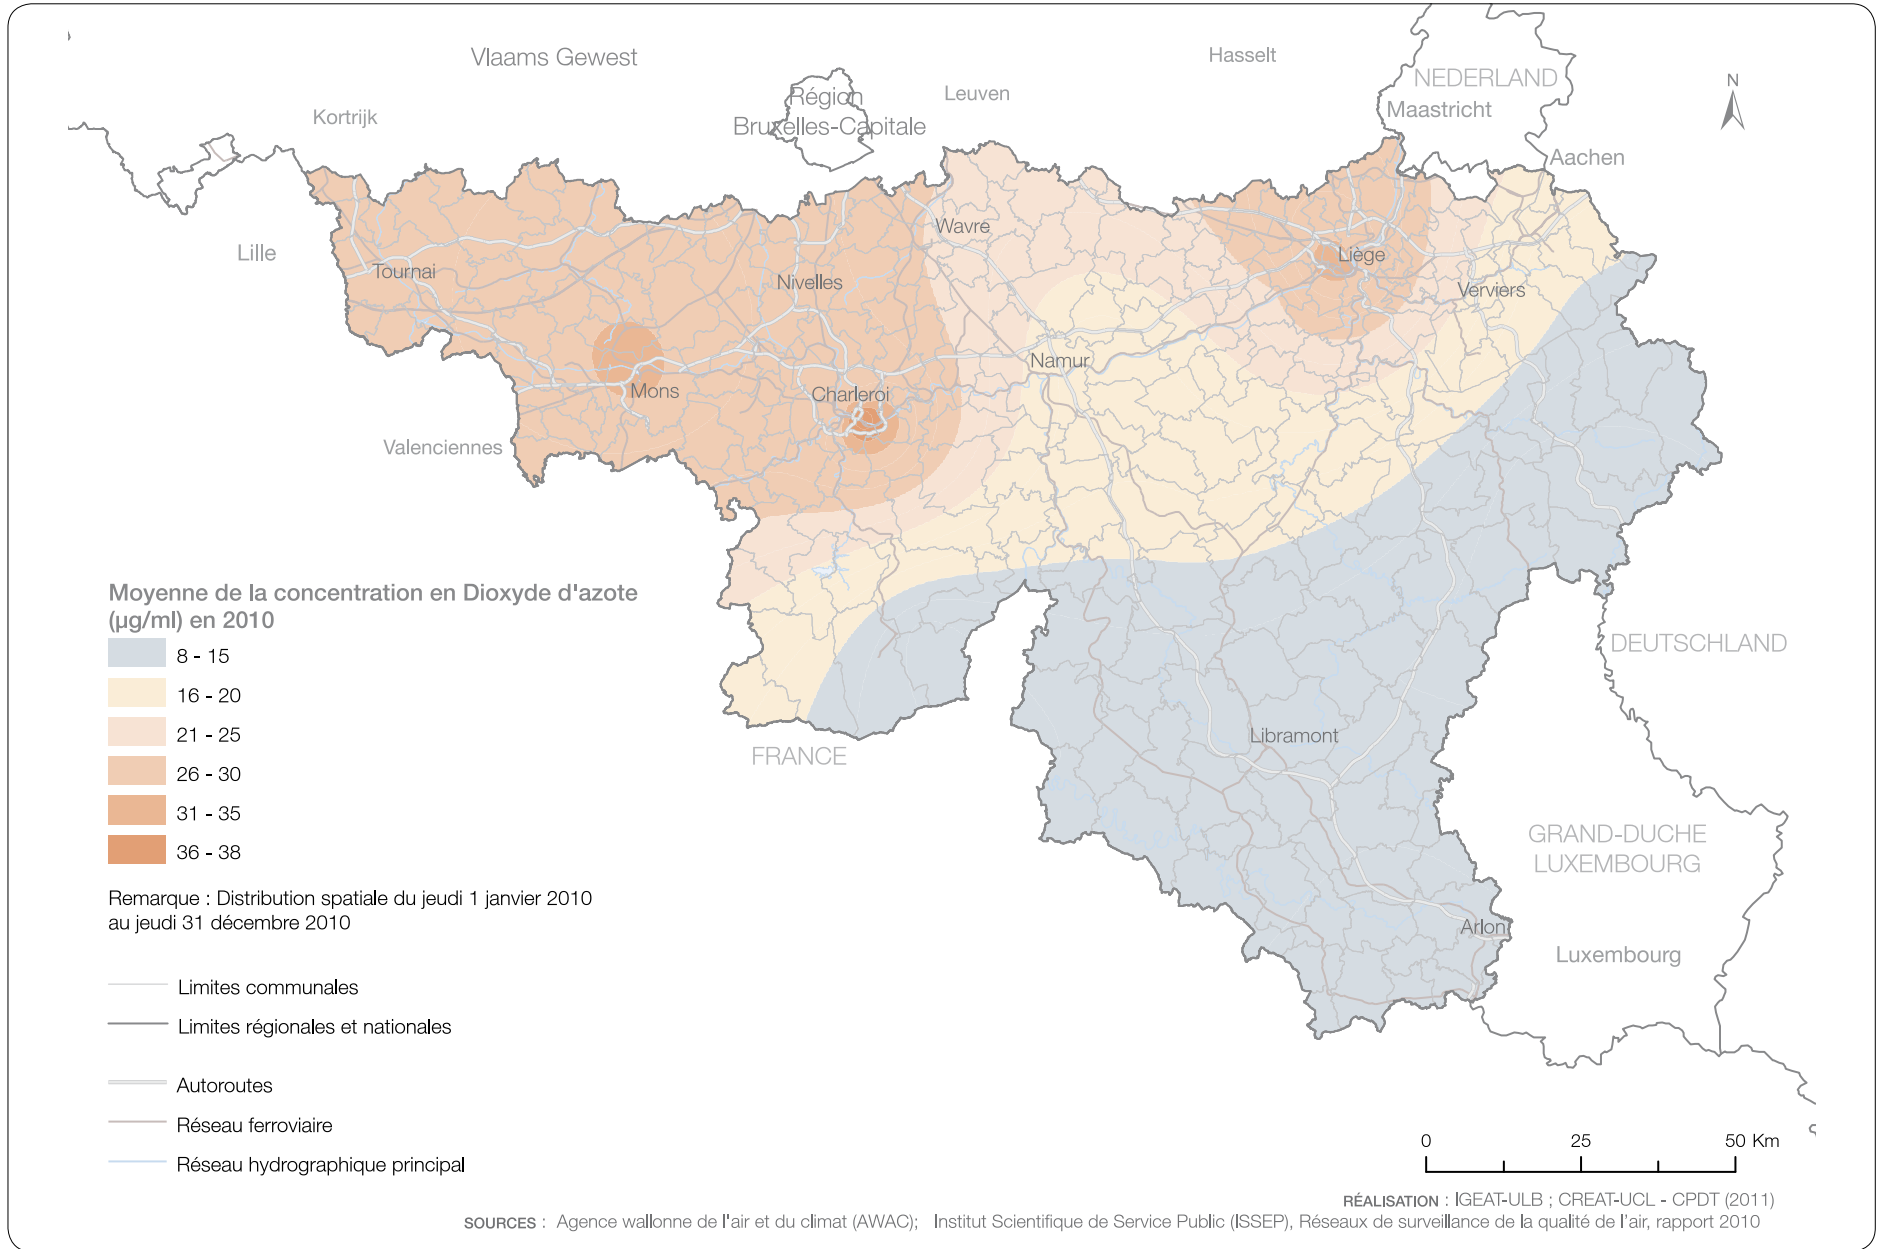 Vlaams Gewest
Hasselt
NEDERLAND
Maastricht
N
Région
Bruxelles-Capitale
Leuven
Kortrijk
Aachen
Lille
Tournai
Wavre
Nivelles
Liège
Verviers
Namur
Mons
Charleroi
Valenciennes
Moyenne de la concentration en Dioxyde d'azote
(µg/ml) en 2010
8 - 15
16 - 20
21 - 25
26 - 30
31 - 35
36 - 38
DEUTSCHLAND
FRANCE
Libramont
GRAND-DUCHE
LUXEMBOURG
Arlon
Luxembourg
Remarque : Distribution spatiale du jeudi 1 janvier 2010
au jeudi 31 décembre 2010
Limites communales
Limites régionales et nationales
Autoroutes
Réseau ferroviaire
Réseau hydrographique principal
0 25 50 Km
RÉALISATION : IGEAT-ULB ; CREAT-UCL - CPDT (2011)
SOURCES : Agence wallonne de l'air et du climat (AWAC); Institut Scientifique de Service Public (ISSEP), Réseaux de surveillance de la qualité de l'air, rapport 2010